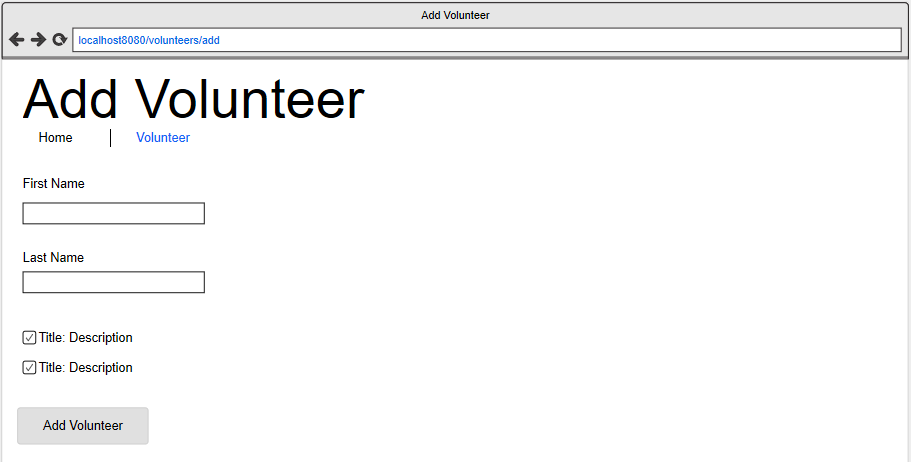 Add Volunteer
localhost8080/volunteers/add
Add Volunteer
Home | Volunteer
First Name
Last Name
Title: Description
Title: Description
Add Volunteer